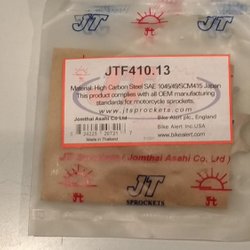 JT
Jt
JTF410.13
Material: High Carbon Steel SAE 1045/49/SCM415 Japan
This product complies with all OEM manufacturing
standards for motorcycle sprockets.
www.jtsprockets.com
Jomthai Asahi Co Ltd
Bike Alert plc., England
Bike Alert Inc. USA
www.bikealert.com
Made in Thailand
( Jomthai Asahi Co Ltd )
Jt
JT
SPROCKETS
Jt